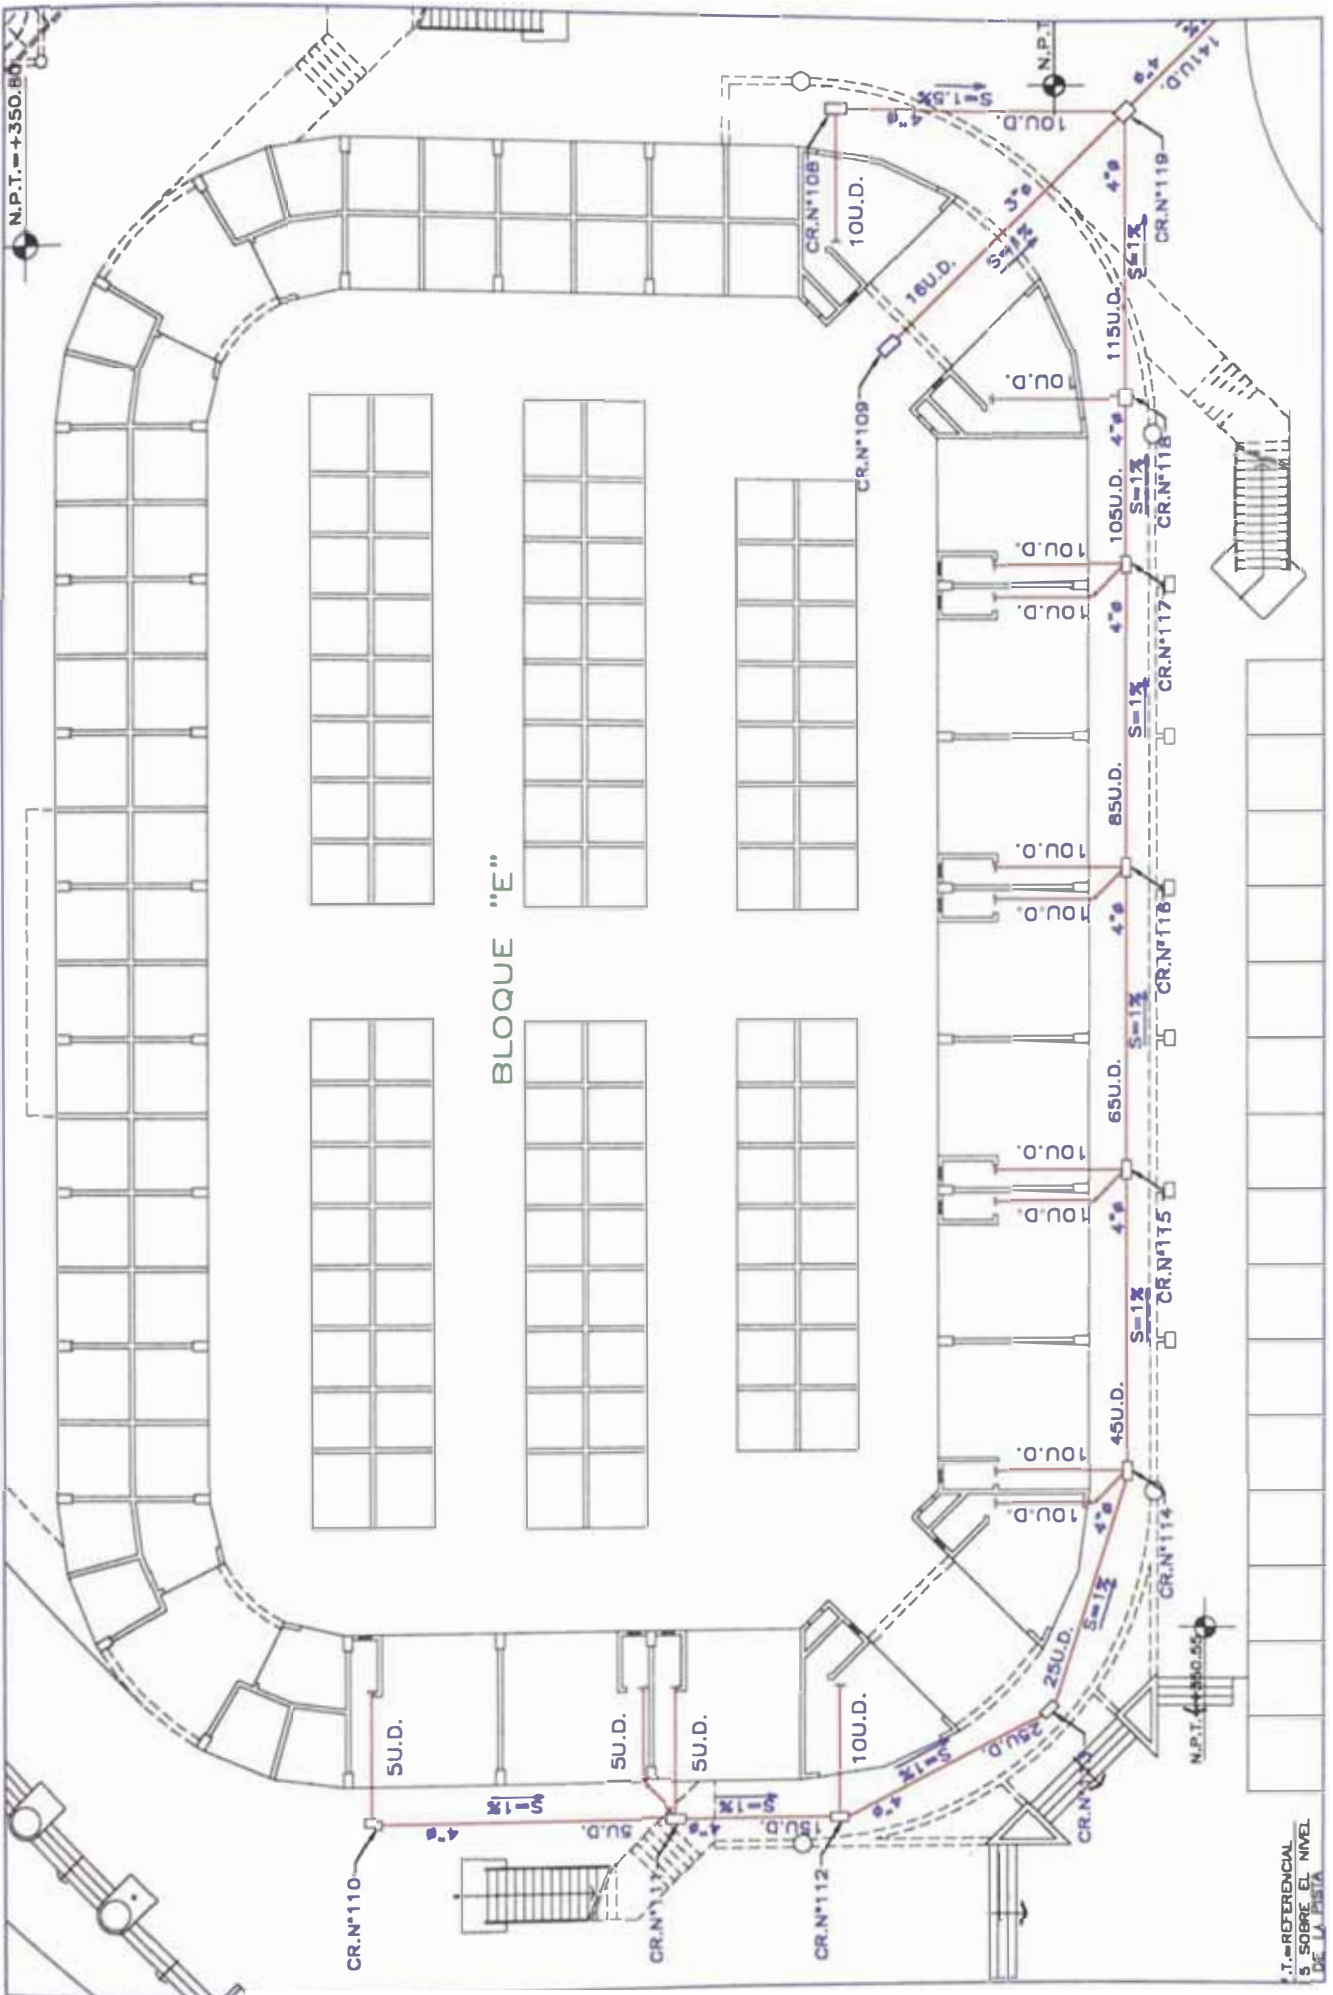 N.P.T.=+350.80
N.P.T
141U.D.
4"ø
S=1.5%
4"ø
10U.D.
CR.N°108
10U.D.
CR.N°119
3"ø
4"ø
S=1%
16U.D.
S=1%
115U.D.
CR.N°109
10U.D.
4"ø
CR.N°118
S=1%
105U.D.
10U.D.
10U.D.
4"ø
CR.N°117
S=1%
85U.D.
10U.D.
10U.D.
4"ø
CR.N°116
S=1%
65U.D.
BLOQUE "E"
10U.D.
10U.D.
4"ø
CR.N°115
S=1%
45U.D.
10U.D.
10U.D.
4"ø
CR.N°114
S=1%
25U.D.
N.P.T.=+350.55
5U.D.
5U.D.
5U.D.
10U.D.
S=1%
25U.D.
4"ø
S=1%
4"ø
5U.D.
S=1%
4"ø
15U.D.
CR.N°110
CR.N°111
CR.N°112
.T.=REFERENCIAL
5 SOBRE EL NIVEL
DE LA PISTA